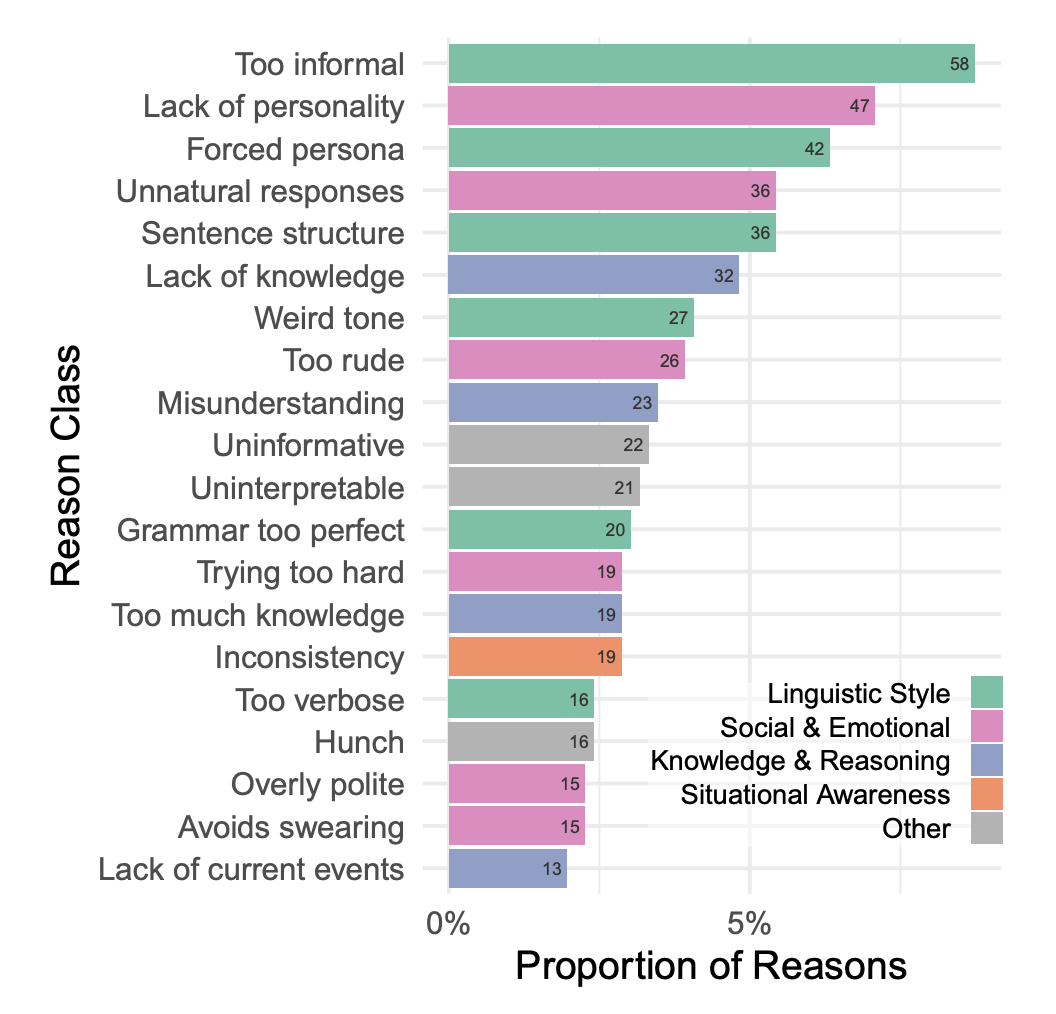 Too informal 58
Lack of personality 47
Forced persona 42
Unnatural responses 36
Sentence structure 36
Lack of knowledge 32
Weird tone 27
Too rude 26
Misunderstanding 23
Uninformative 22
Uninterpretable 21
Grammar too perfect 20
Trying too hard 19
Too much knowledge 19
Inconsistency 19
Too verbose 16
Hunch 16
Overly polite 15
Avoids swearing 15
Lack of current events 13
Reason Class
Linguistic Style
Social & Emotional
Knowledge & Reasoning
Situational Awareness
Other
0% 5%
Proportion of Reasons